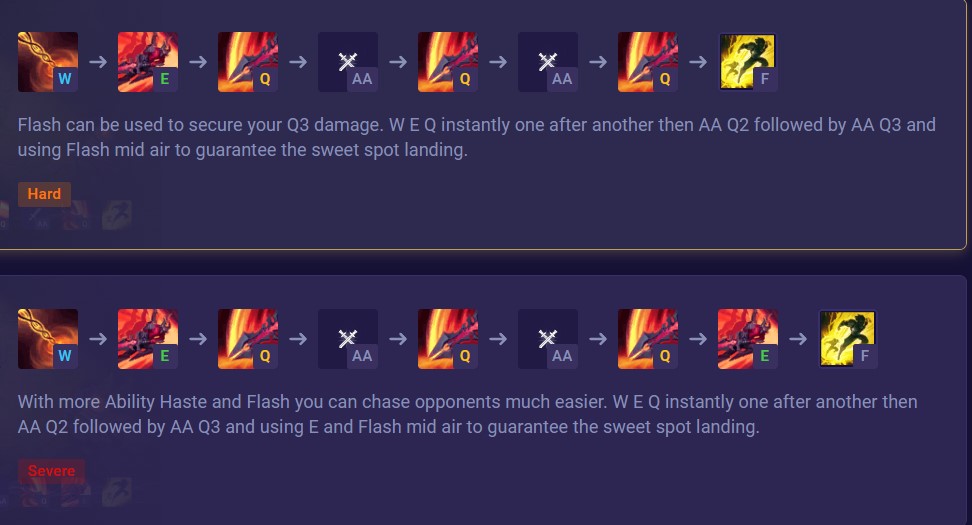 W E Q AA Q AA Q F
Flash can be used to secure your Q3 damage. W E Q instantly one after another then AA Q2 followed by AA Q3 and
using Flash mid air to guarantee the sweet spot landing.
Hard
W E Q AA Q AA Q E F
With more Ability Haste and Flash you can chase opponents much easier. W E Q instantly one after another then
AA Q2 followed by AA Q3 and using E and Flash mid air to guarantee the sweet spot landing.
Severe